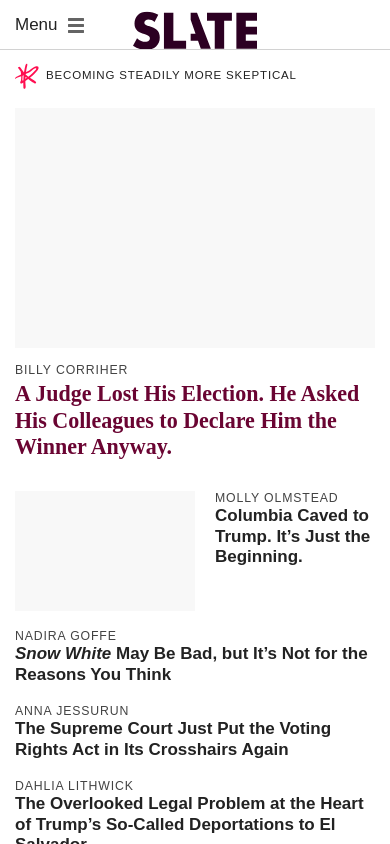 Menu
SLATE
BECOMING STEADILY MORE SKEPTICAL
BILLY CORRIHER
A Judge Lost His Election. He Asked
His Colleagues to Declare Him the
Winner Anyway.
MOLLY OLMSTEAD
Columbia Caved to
Trump. It’s Just the
Beginning.
NADIRA GOFFE
Snow White May Be Bad, but It’s Not for the
Reasons You Think
ANNA JESSURUN
The Supreme Court Just Put the Voting
Rights Act in Its Crosshairs Again
DAHLIA LITHWICK
The Overlooked Legal Problem at the Heart
of Trump’s So-Called Deportations to El
Salvador